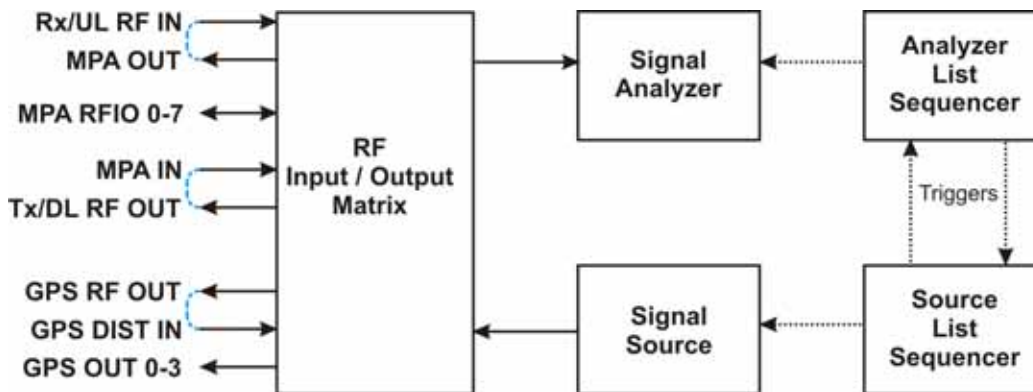 Rx/UL RF IN
MPA OUT
MPA RFIO 0-7
MPA IN
Tx/DL RF OUT
GPS RF OUT
GPS DIST IN
GPS OUT 0-3
RF
Input / Output
Matrix
Signal
Analyzer
Analyzer
List
Sequencer
Triggers
Signal
Source
Source
List
Sequencer